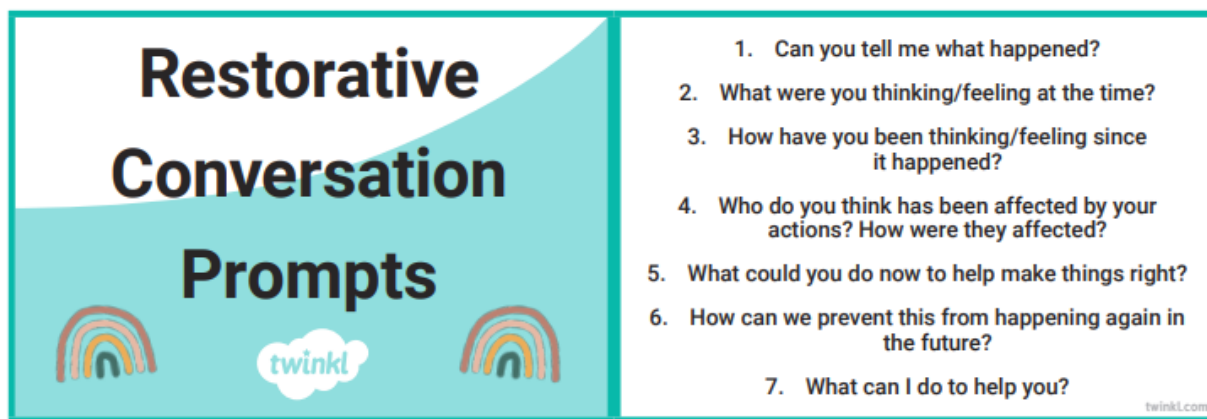 Restorative
Conversation
Prompts
twinkl
1. Can you tell me what happened?
2. What were you thinking/feeling at the time?
3. How have you been thinking/feeling since
it happened?
4. Who do you think has been affected by your
actions? How were they affected?
5. What could you do now to help make things right?
6. How can we prevent this from happening again in
the future?
7. What can I do to help you?
twinkl.com